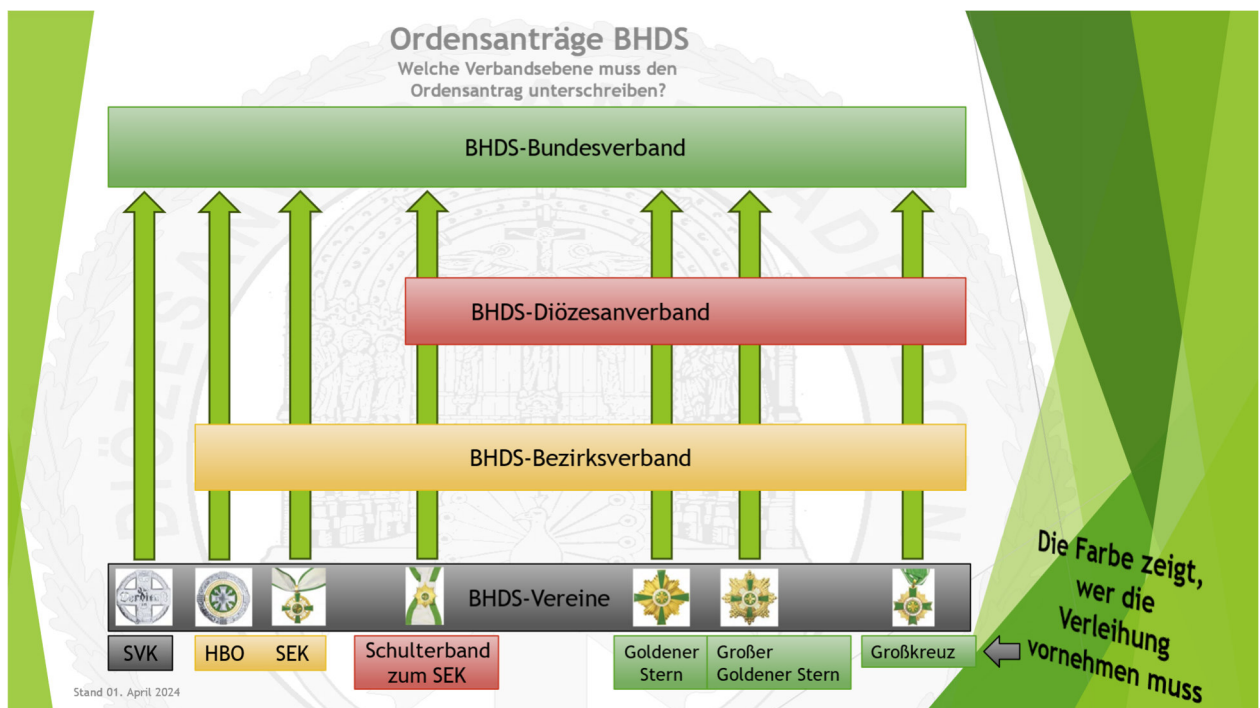 Ordensanträge BHDS
Welche Verbandsebene muss den
Ordensantrag unterschreiben?
BHDS-Bundesverband
BHDS-Diözesanverband
BHDS-Bezirksverband
BHDS-Vereine
SVK
HBO
SEK
Schulterband
zum SEK
Goldener
Stern
Großer
Goldener Stern
Großkreuz
Die Farbe zeigt,
wer die
Verleihung
vornehmen muss
Stand 01. April 2024